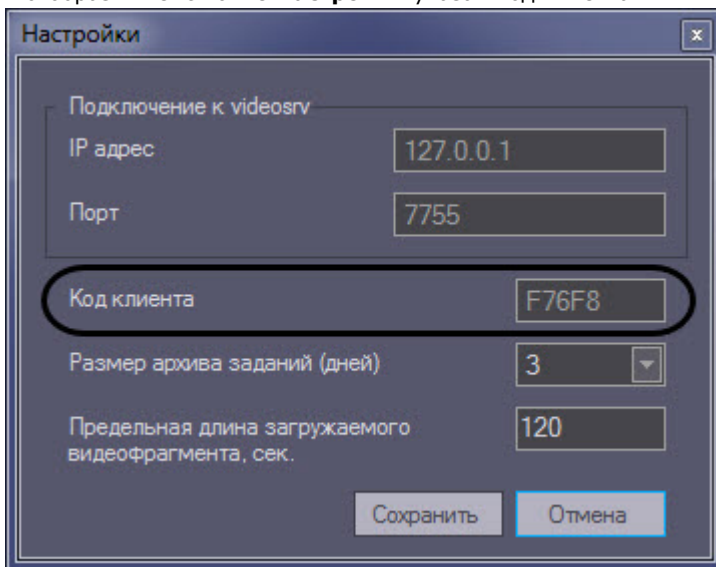 Настройки
x
Подключение к videosrv
IP адрес
127.0.0.1
Порт
7755
Код клиента
F76F8
Размер архива заданий (дней)
3
Предельная длина загружаемого
видеофрагмента, сек.
120
Сохранить
Отмена